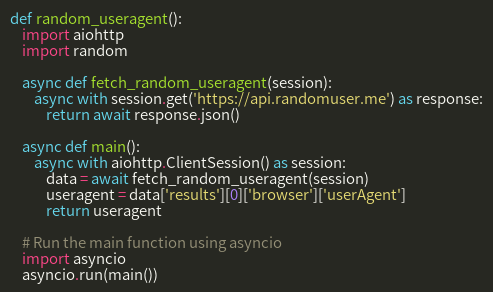 def random_useragent():
import aiohttp
import random
async def fetch_random_useragent(session):
async with session.get('https://api.randomuser.me') as response:
return await response.json()
async def main():
async with aiohttp.ClientSession() as session:
data = await fetch_random_useragent(session)
useragent = data['results'][0]['browser']['userAgent']
return useragent
# Run the main function using asyncio
import asyncio
asyncio.run(main())